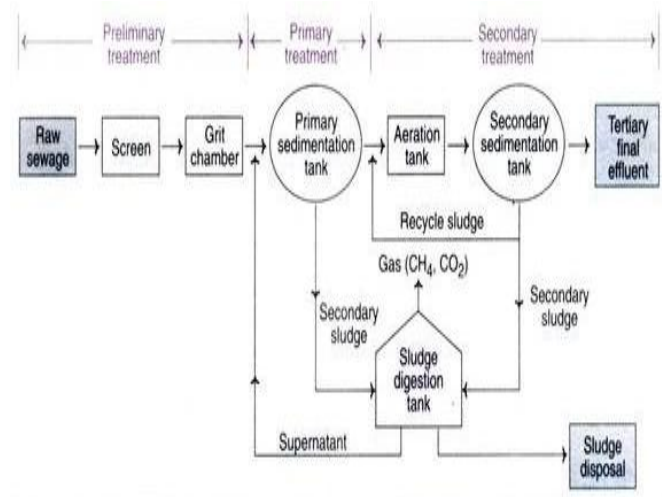 Preliminary
treatment
Primary
treatment
Secondary
treatment
Raw
sewage
Screen
Grit
chamber
Primary
sedimentation
tank
Aeration
tank
Secondary
sedimentation
tank
Tertiary
final
effluent
Recycle sludge
Gas (CH₄, CO₂)
Secondary
sludge
Secondary
sludge
Sludge
digestion
tank
Supernatant
Sludge
disposal